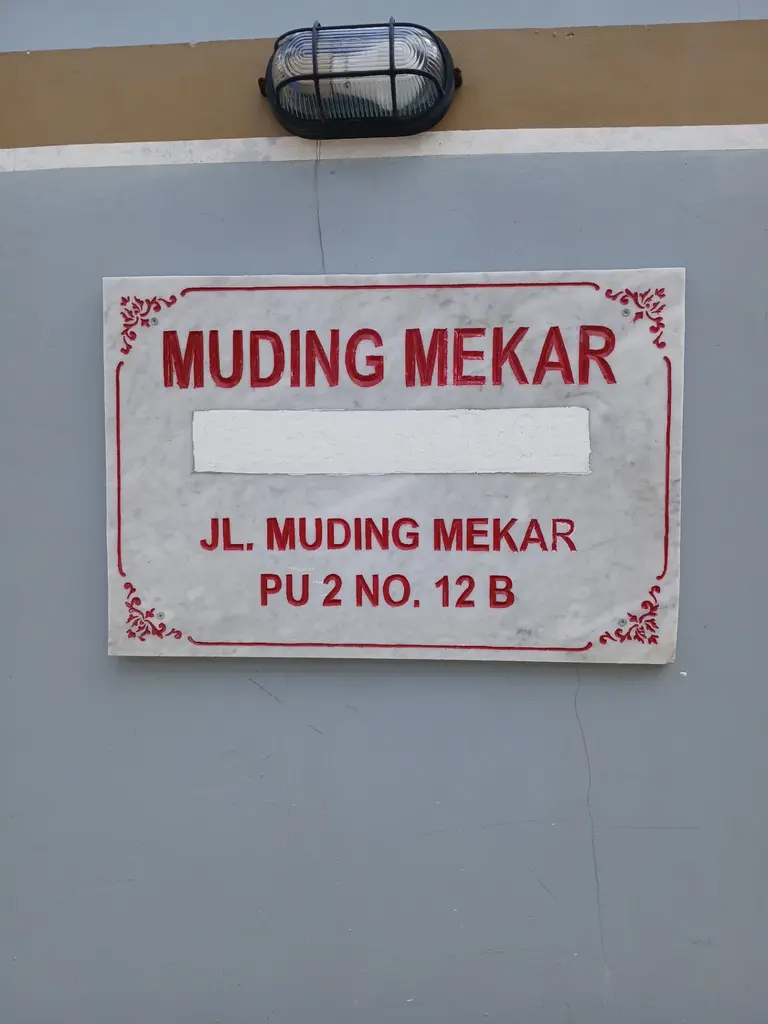 MUDING MEKAR
JL. MUDING MEKAR
PU 2 NO. 12 B